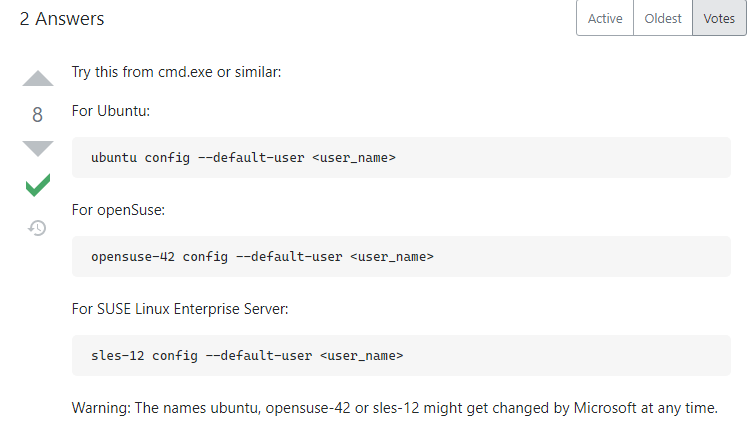 2 Answers
Active Oldest Votes
Try this from cmd.exe or similar:
8
For Ubuntu:
ubuntu config --default-user <user_name>
For openSuse:
opensuse-42 config --default-user <user_name>
For SUSE Linux Enterprise Server:
sles-12 config --default-user <user_name>
Warning: The names ubuntu, opensuse-42 or sles-12 might get changed by Microsoft at any time.